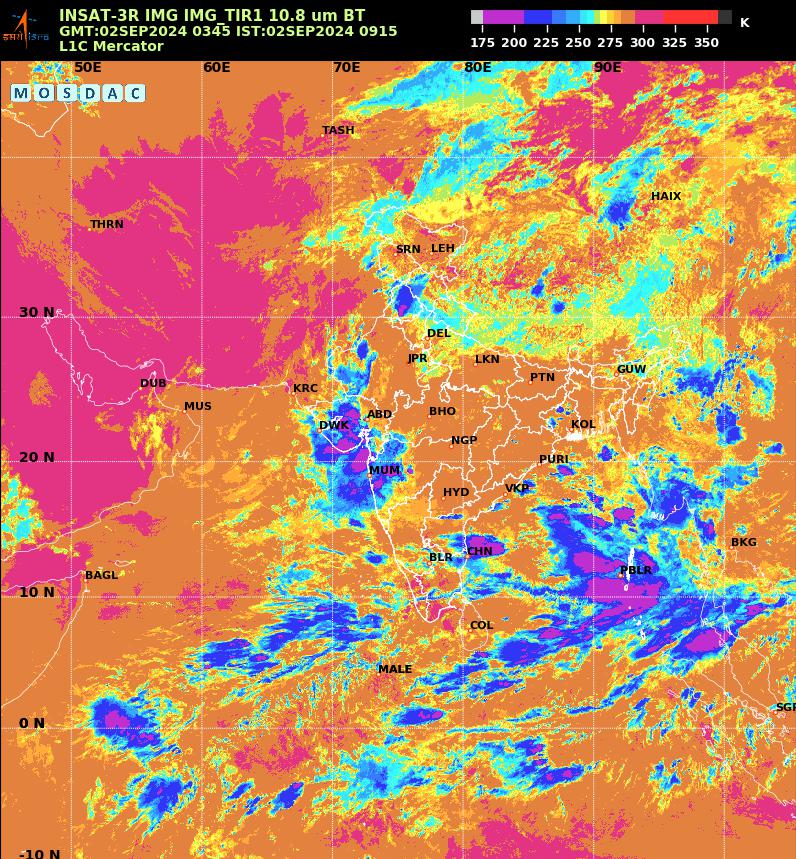 INSAT-3R IMG IMG_TIR1 10.8 um BT
GMT:02SEP2024 0345 IST:02SEP2024 0915
L1C Mercator
K
175 200 225 250 275 300 325 350
50E 60E 70E 80E 90E
MOSDAC
TASH
HAIX
THRN
SRN LEH
30 N
DEL
JPR LKN
GUW
PTN
DUB KRC
MUS
ABD BHO
DWK KOL
NGP
20 N PURI
MUM
HYD VKP
BKG
CHN
BLR
PBLR
BAGL
10 N
COL
MALE
SGP
0 N
-10 N